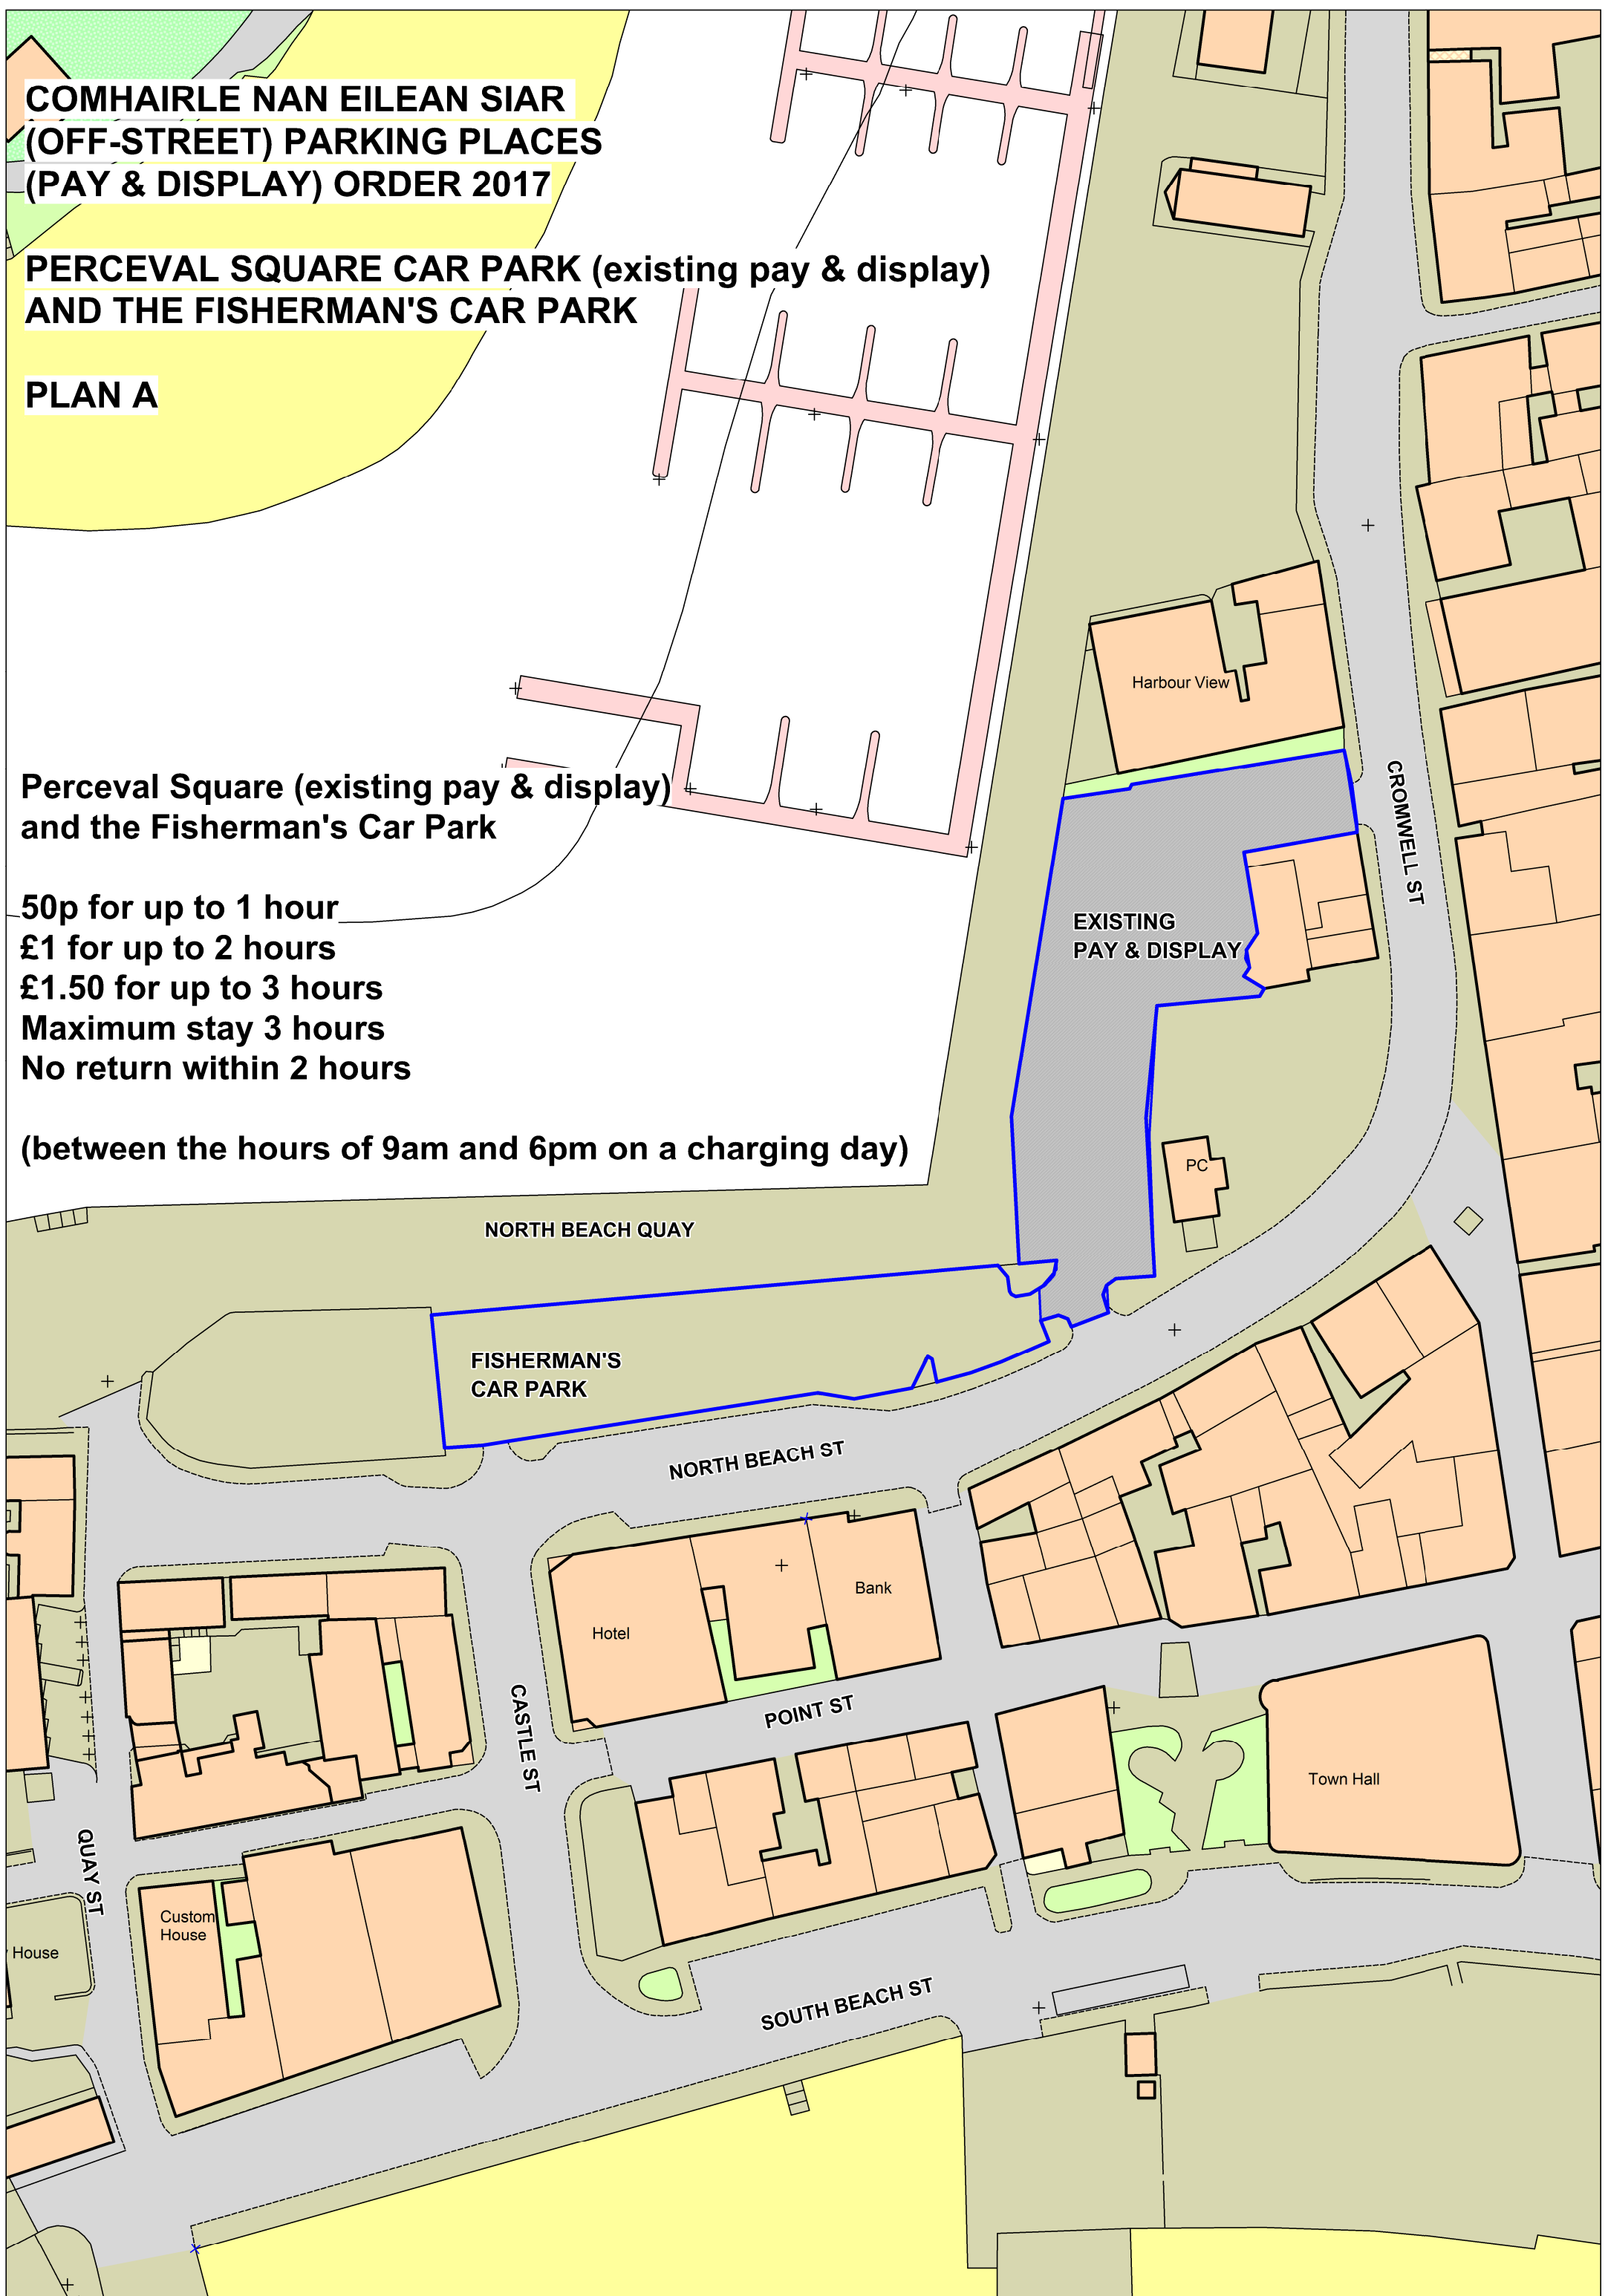 COMHAIRLE NAN EILEAN SIAR
(OFF-STREET) PARKING PLACES
(PAY & DISPLAY) ORDER 2017
PERCEVAL SQUARE CAR PARK (existing pay & display)
AND THE FISHERMAN'S CAR PARK
PLAN A
Harbour View
Perceval Square (existing pay & display)
and the Fisherman's Car Park
50p for up to 1 hour
£1 for up to 2 hours
£1.50 for up to 3 hours
Maximum stay 3 hours
No return within 2 hours
(between the hours of 9am and 6pm on a charging day)
CROMWELL ST
EXISTING
PAY & DISPLAY
PC
NORTH BEACH QUAY
FISHERMAN'S
CAR PARK
NORTH BEACH ST
Bank
Hotel
CASTLE ST
POINT ST
Town Hall
QUAY ST
Custom
House
House
SOUTH BEACH ST